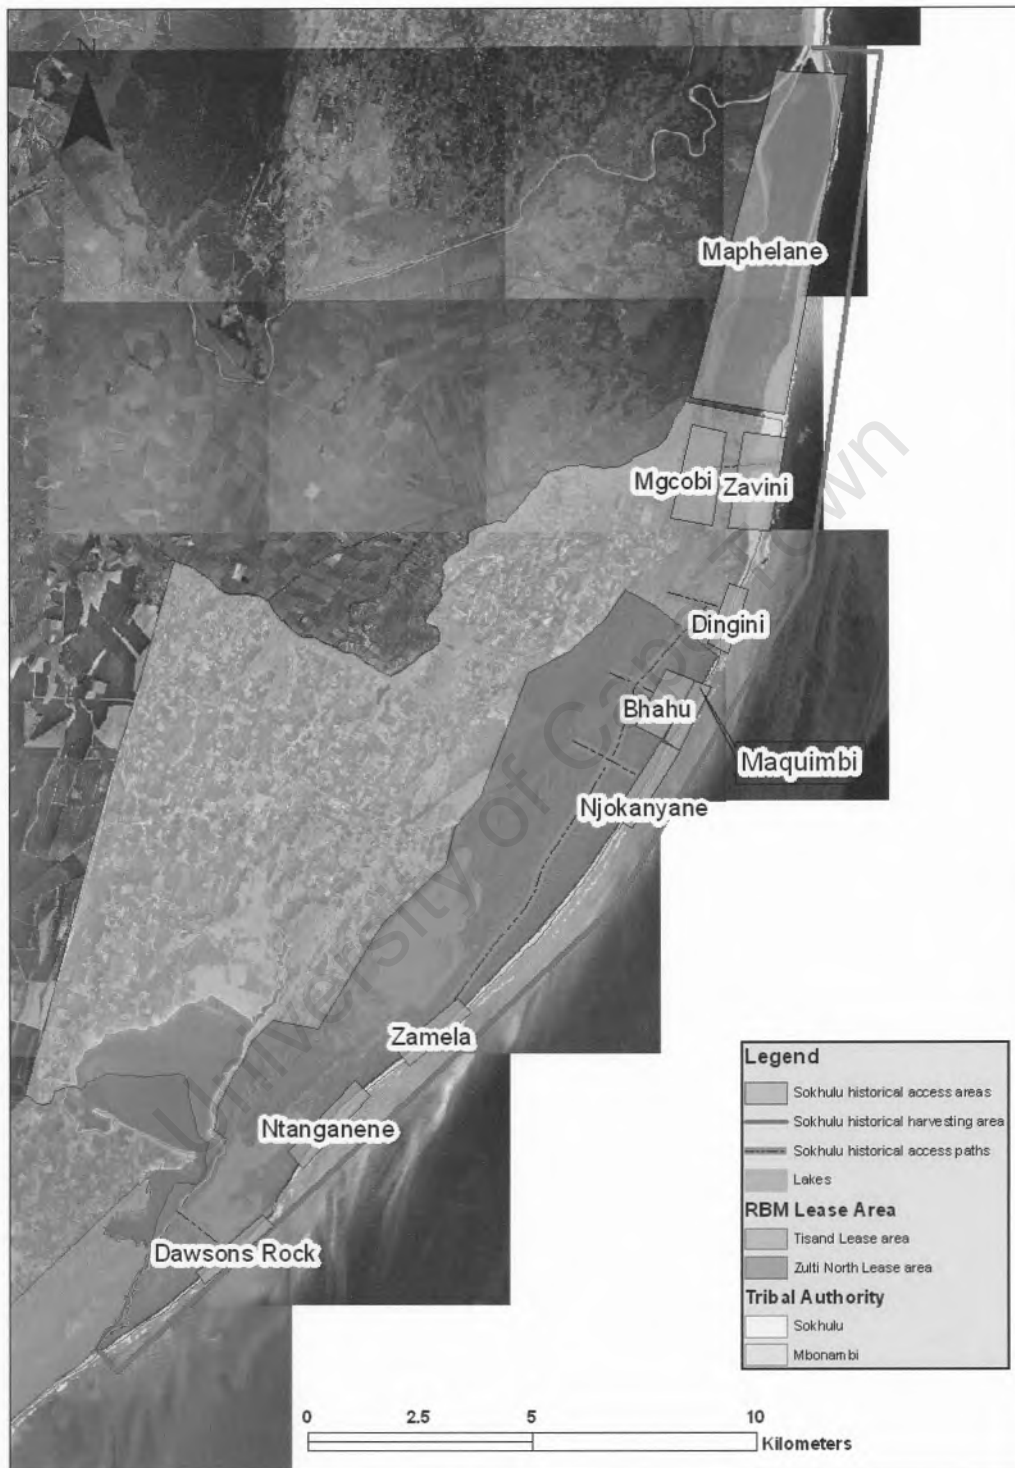 N
Maphelane
Mgcobi
Zavini
Dingini
Bhahu
Maquimbi
Njokanyane
Zamela
Ntanganene
Dawsons Rock
University of Cape Town
Legend
Sokhulu historical access areas
Sokhulu historical harvesting area
Sokhulu historical access paths
Lakes
RBM Lease Area
Tisand Lease area
Zulti North Lease area
Tribal Authority
Sokhulu
Mbonambi
0 2.5 5 10
Kilometers